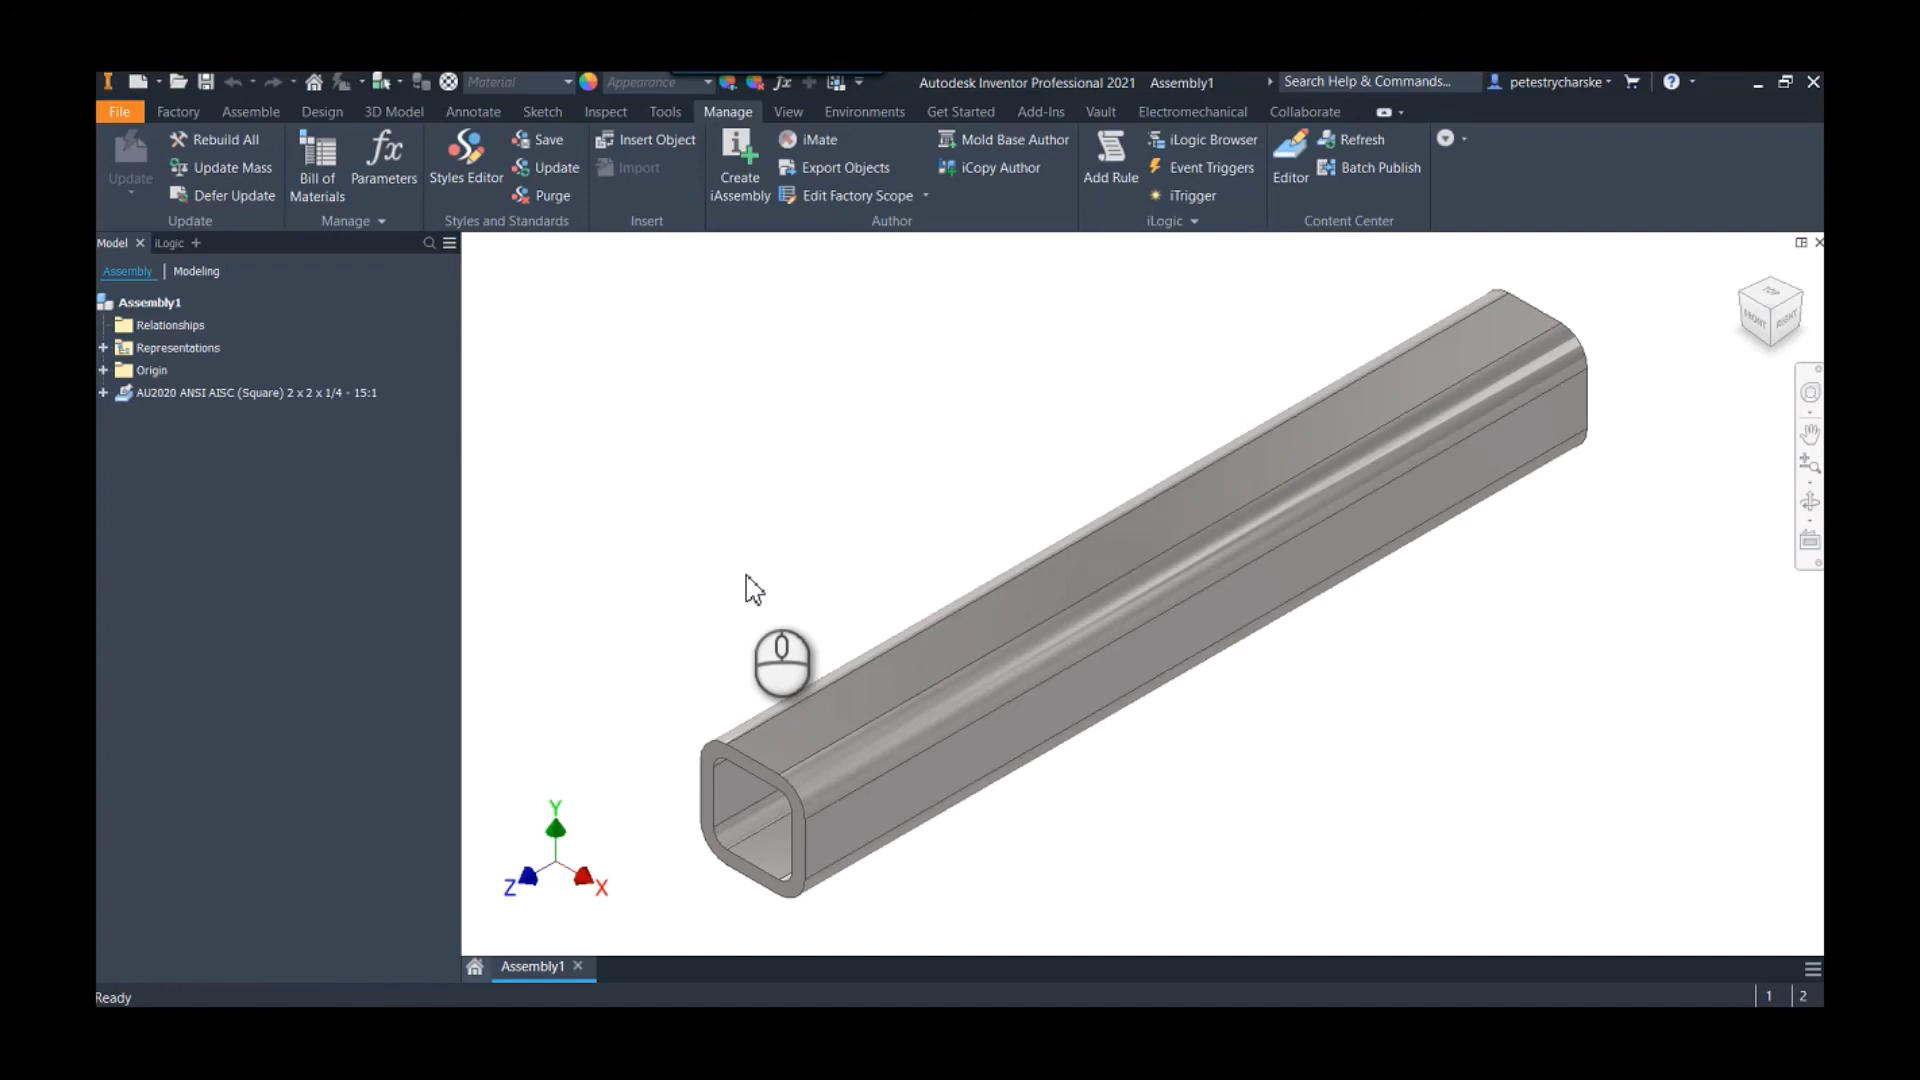 Material Appearance fx Autodesk Inventor Professional 2021 Assembly1 Search Help & Commands... petestrycharske
File Factory Assemble Design 3D Model Annotate Sketch Inspect Tools Manage View Environments Get Started Add-Ins Vault Electromechanical Collaborate
Update
Rebuild All
Update Mass
Defer Update
Update
Bill of
Materials
fx
Parameters
Manage
Styles Editor
Save
Update
Purge
Styles and Standards
Insert Object
Import
Insert
Create
iAssembly
iMate
Export Objects
Edit Factory Scope
Mold Base Author
iCopy Author
Author
Add Rule
iLogic Browser
Event Triggers
iTrigger
iLogic
Editor
Refresh
Batch Publish
Content Center
Model iLogic
Assembly | Modeling
Assembly1
Relationships
Representations
Origin
AU2020 ANSI AISC (Square) 2 x 2 x 1/4 - 15:1
TOP
FRONT RIGHT
Y
Z X
Assembly1
Ready 1 2